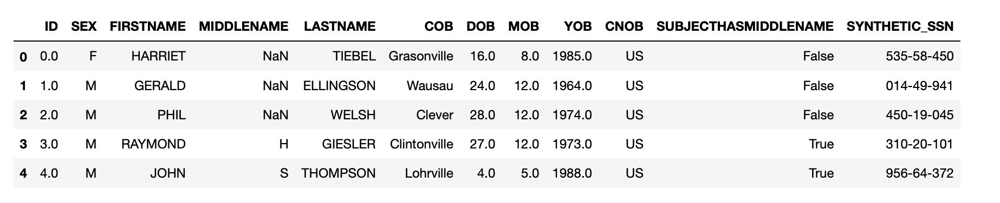 ID SEX FIRSTNAME MIDDLENAME LASTNAME COB DOB MOB YOB CNOB SUBJECTHASMIDDLENAME SYNTHETIC_SSN
0 0.0 F HARRIET NaN TIEBEL Grasonville 16.0 8.0 1985.0 US False 535-58-450
1 1.0 M GERALD NaN ELLINGSON Wausau 24.0 12.0 1964.0 US False 014-49-941
2 2.0 M PHIL NaN WELSH Clever 28.0 12.0 1974.0 US False 450-19-045
3 3.0 M RAYMOND H GIESLER Clintonville 27.0 12.0 1973.0 US True 310-20-101
4 4.0 M JOHN S THOMPSON Lohrville 4.0 5.0 1988.0 US True 956-64-372